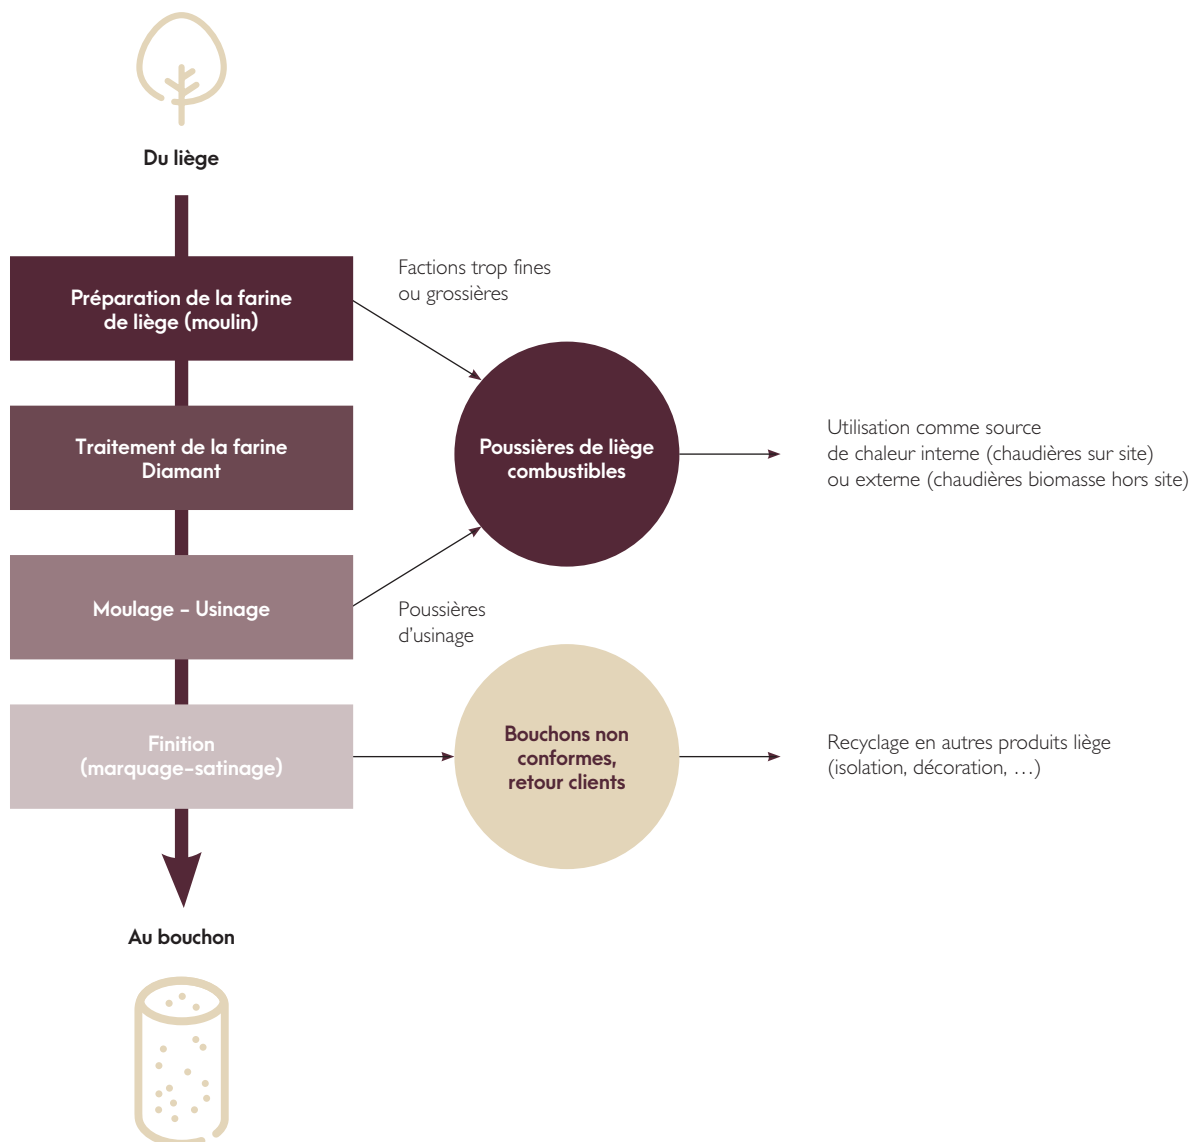 Du liège
Préparation de la farine
de liège (moulin)
Factions trop fines
ou grossières
Traitement de la farine
Diamant
Poussières de liège
combustibles
Utilisation comme source
de chaleur interne (chaudières sur site)
ou externe (chaudières biomasse hors site)
Moulage – Usinage
Poussières
d’usinage
Finition
(marquage-satinage)
Bouchons non
conformes,
retour clients
Recyclage en autres produits liège
(isolation, décoration, …)
Au bouchon